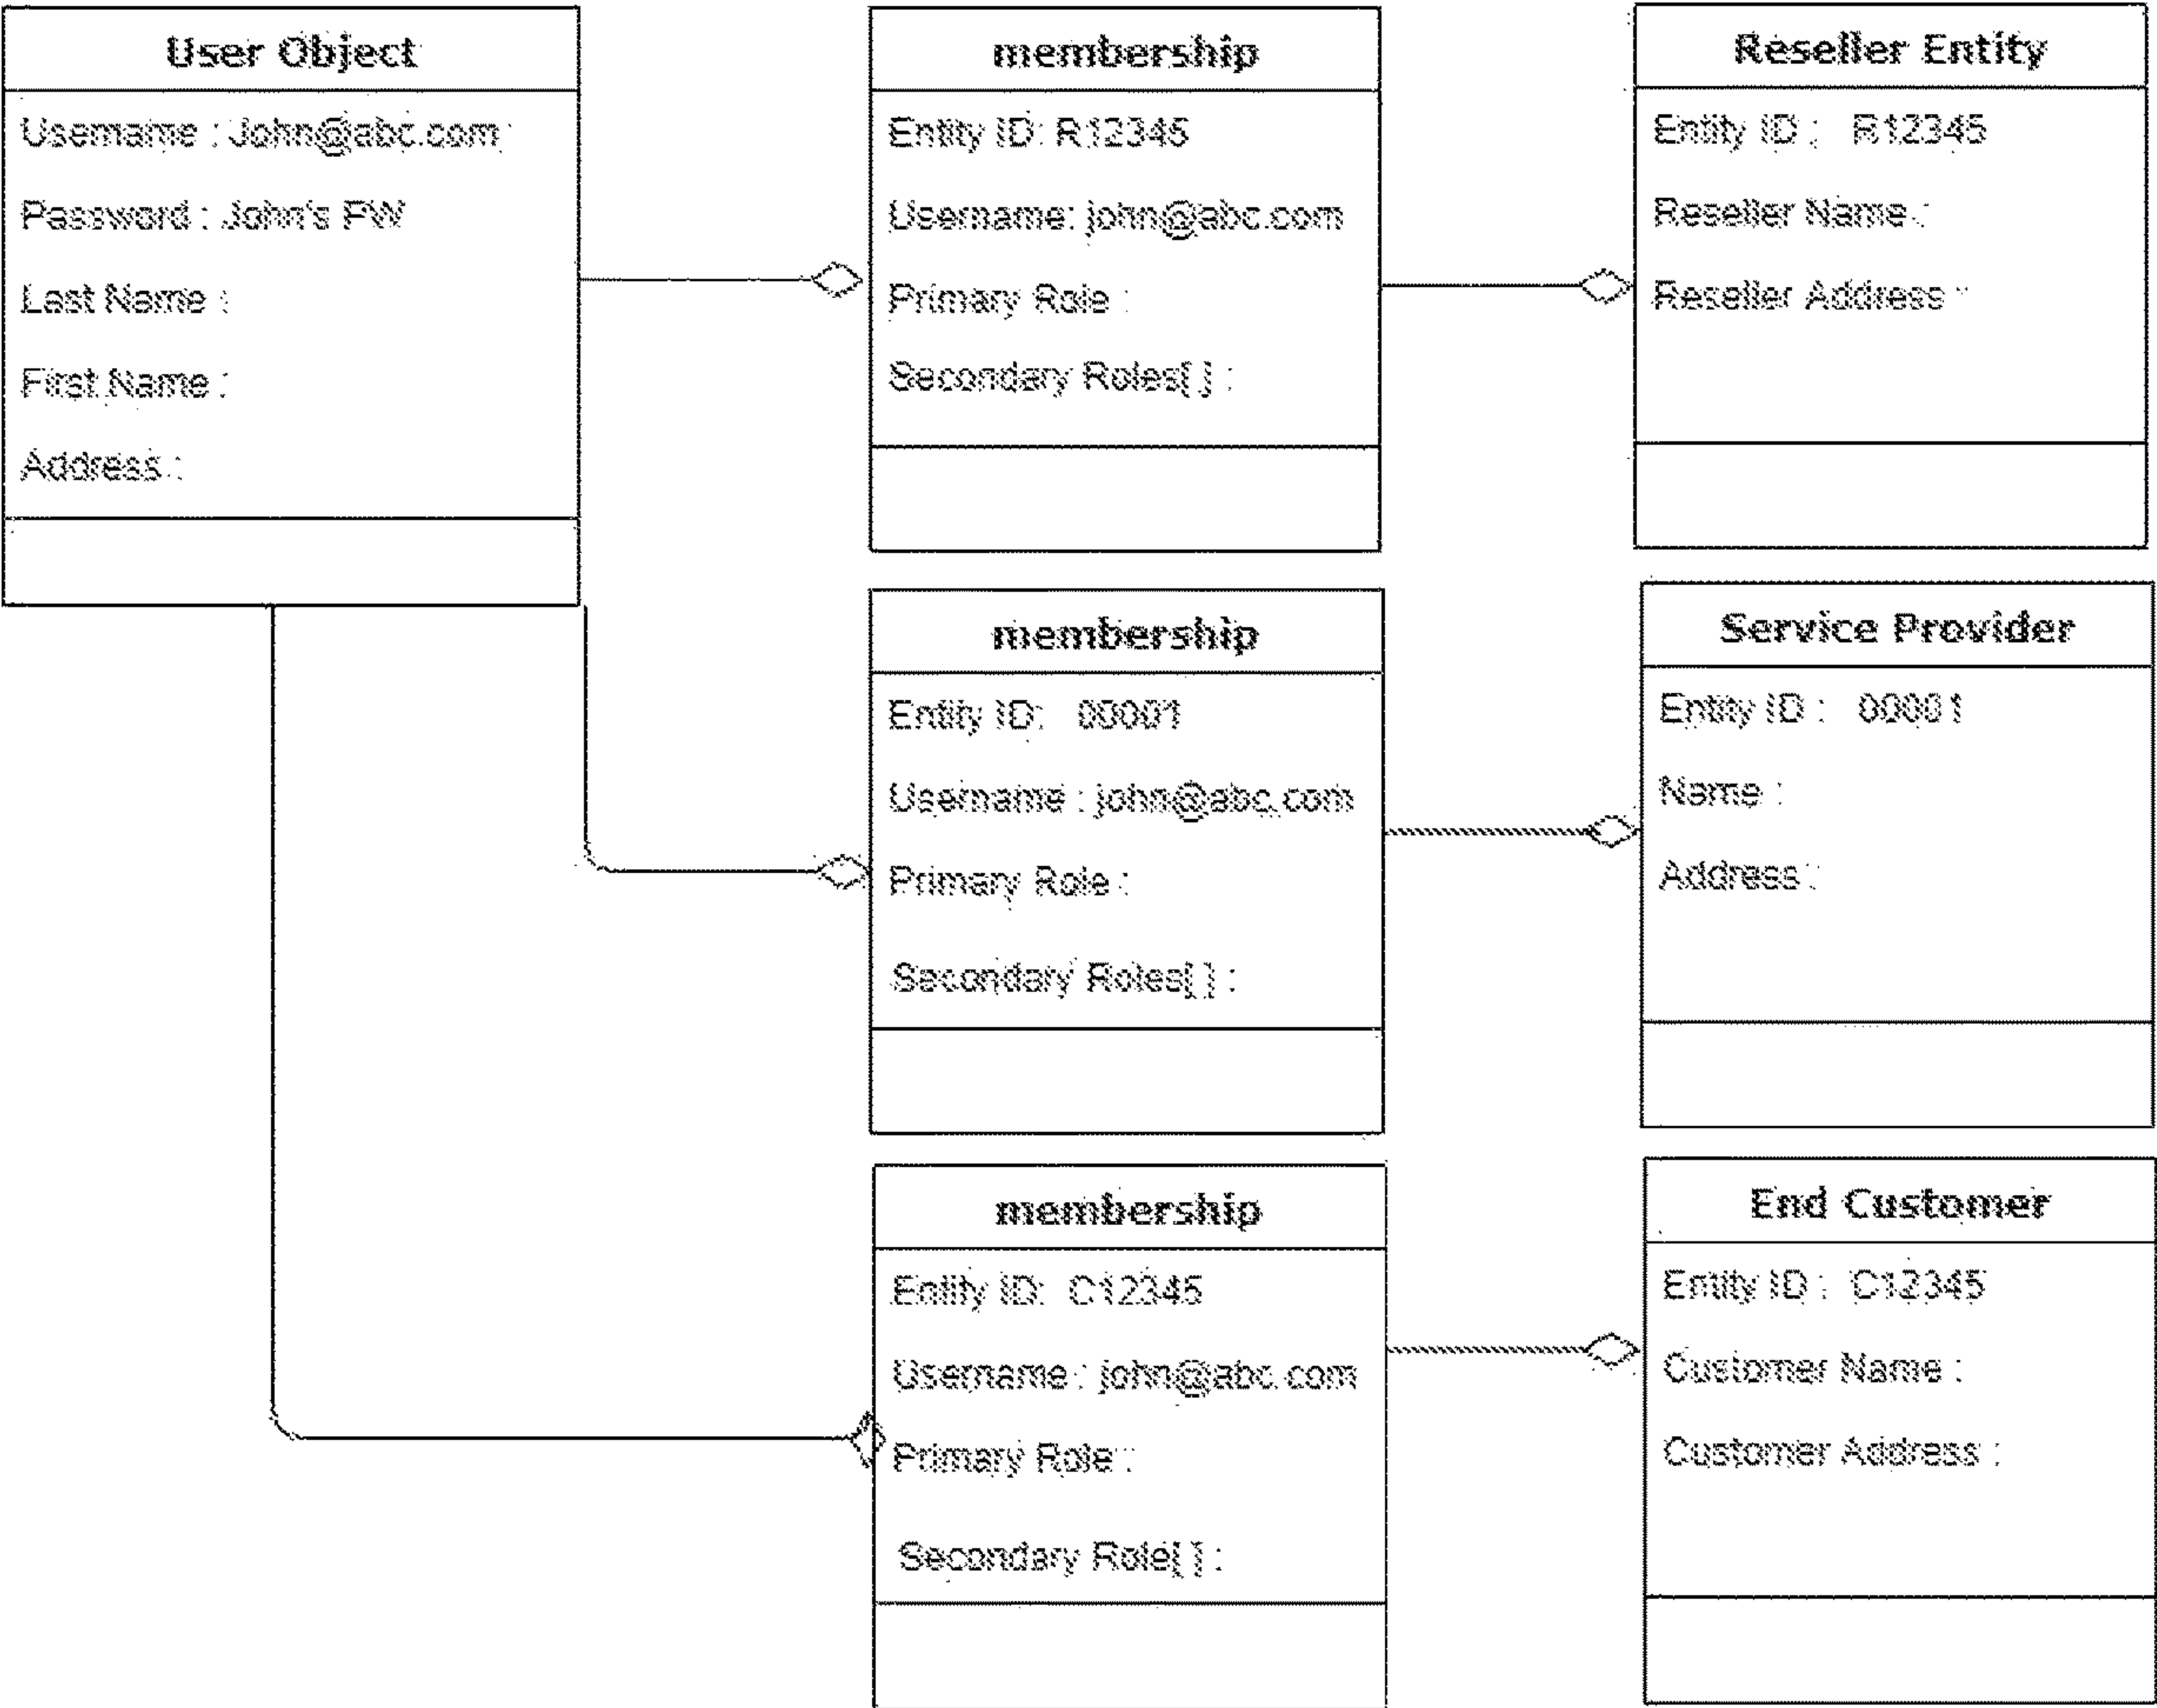 User Object
Username : John@abc.com
Password : John's PW
Last Name :
First Name :
Address :
membership
Entity ID: R12345
Username: john@abc.com
Primary Role :
Secondary Roles[ ] :
Reseller Entity
Entity ID : R12345
Reseller Name :
Reseller Address :
membership
Entity ID: 00001
Username : john@abc.com
Primary Role :
Secondary Roles[ ] :
Service Provider
Entity ID : 00001
Name :
Address :
membership
Entity ID: C12345
Username : john@abc.com
Primary Role :
Secondary Role[ ] :
End Customer
Entity ID : C12345
Customer Name :
Customer Address :